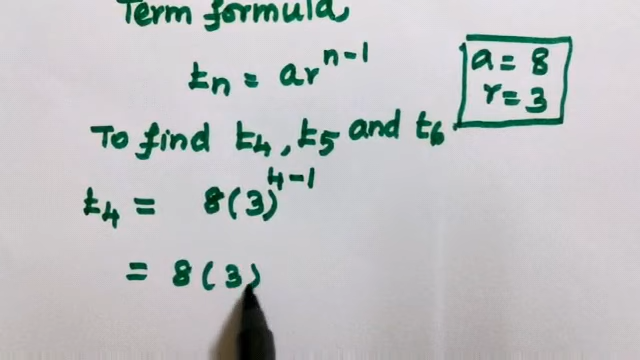 Term formula
tn = ar^n-1
a = 8
r = 3
To find t4, t5 and t6
t4 = 8(3)^4-1
= 8(3)